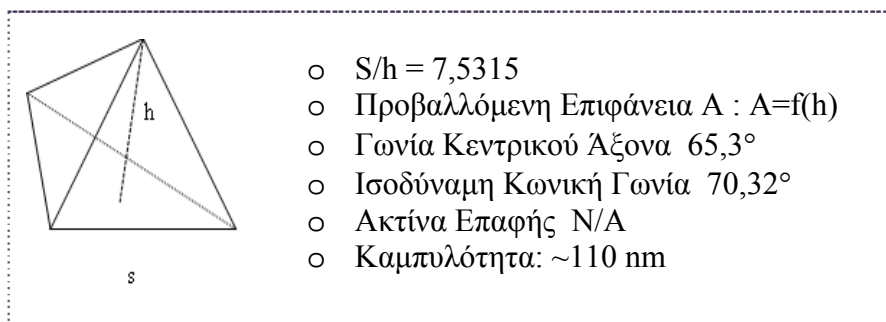 h
s
o S/h = 7,5315
o Προβαλλόμενη Επιφάνεια Α : A=f(h)
o Γωνία Κεντρικού Άξονα 65,3°
o Ισοδύναμη Κωνική Γωνία 70,32°
o Ακτίνα Επαφής N/A
o Καμπυλότητα: ~110 nm